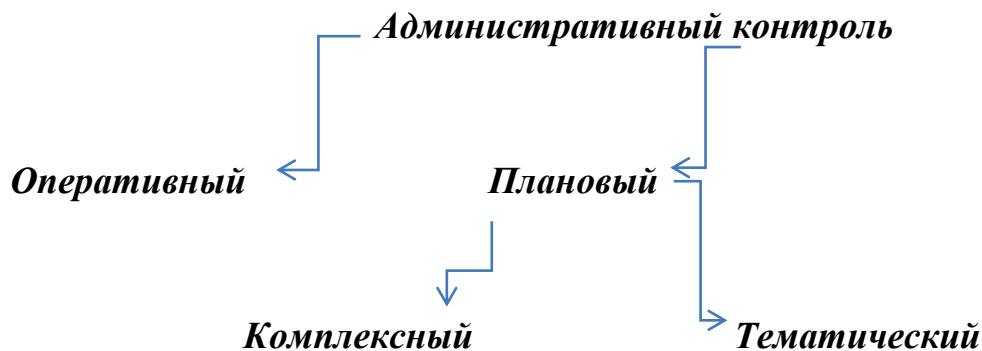 Административный контроль
Оперативный Плановый
Комплексный Тематический